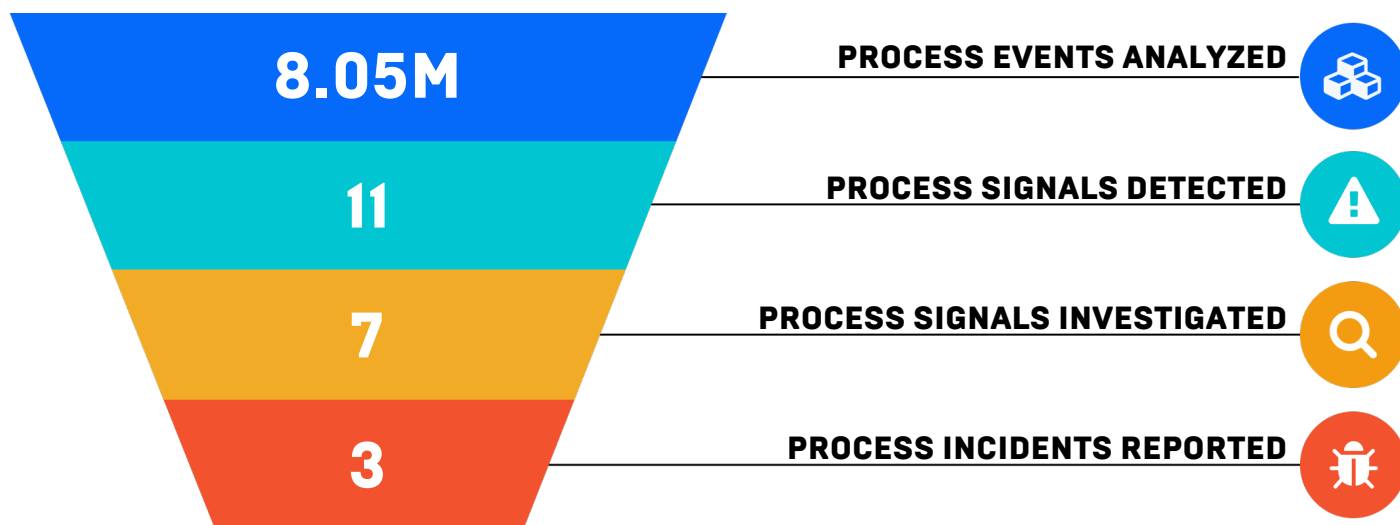 8.05M
PROCESS EVENTS ANALYZED
11
PROCESS SIGNALS DETECTED
7
PROCESS SIGNALS INVESTIGATED
3
PROCESS INCIDENTS REPORTED